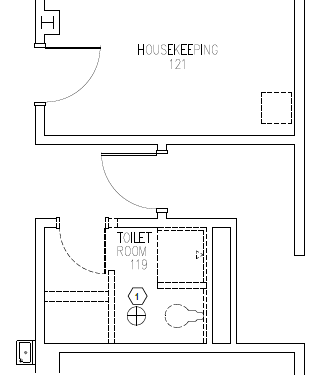 HOUSEKEEPING
121
TOILET
ROOM
119
1